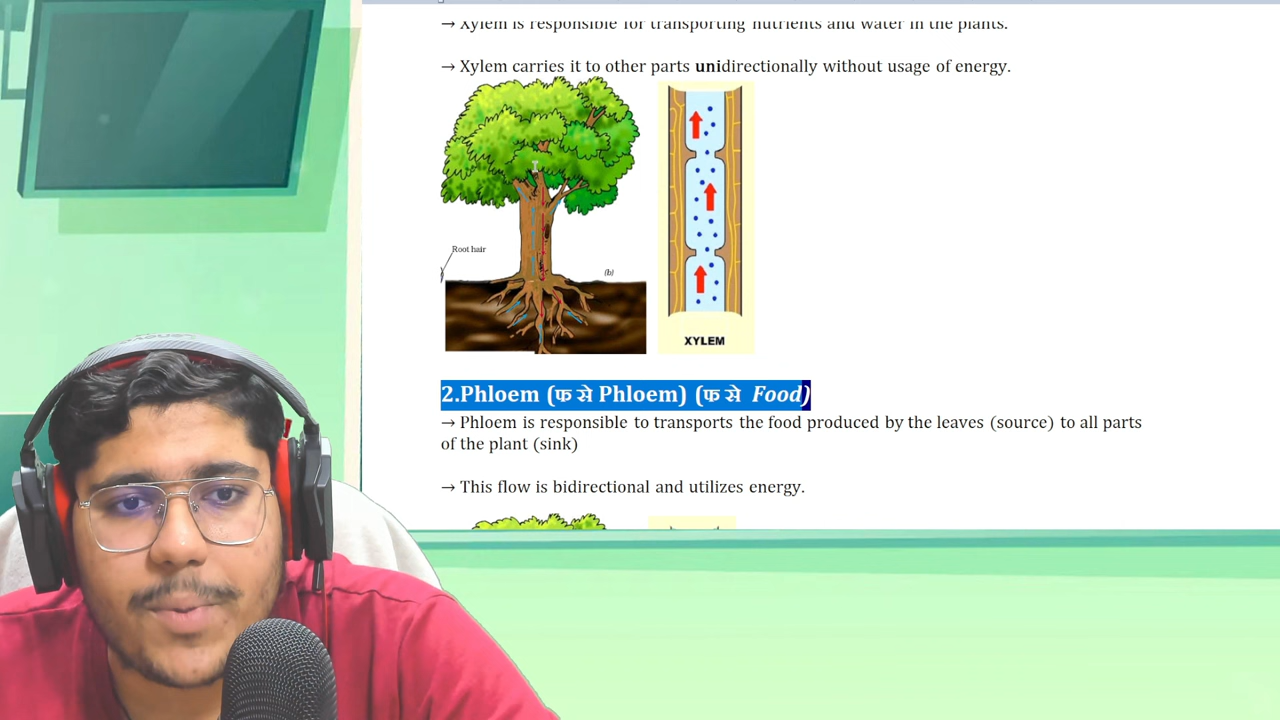 → Xylem is responsible for transporting nutrients and water in the plants.
→ Xylem carries it to other parts unidirectionally without usage of energy.
Root hair
(b)
XYLEM
2.Phloem (फ से Phloem) (फ से Food)
→ Phloem is responsible to transports the food produced by the leaves (source) to all parts
of the plant (sink)
→ This flow is bidirectional and utilizes energy.